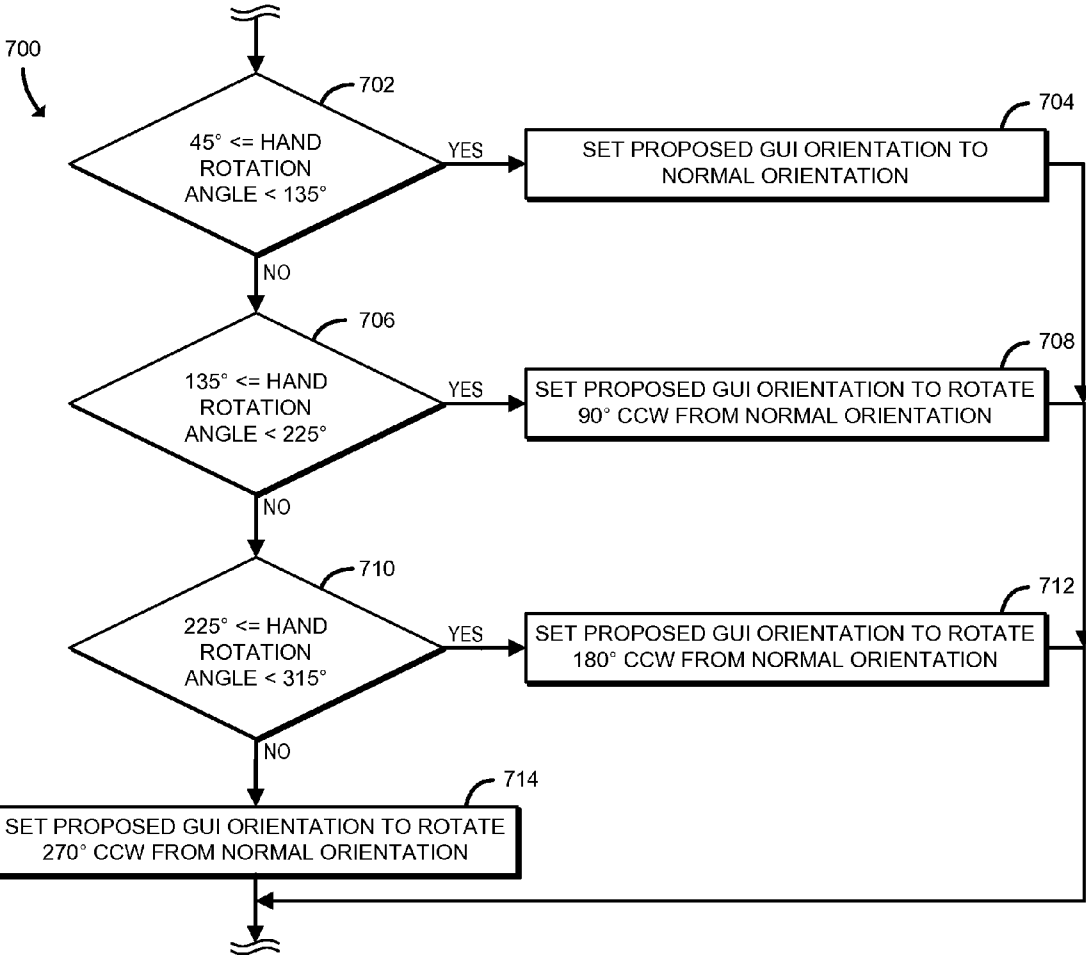 700
702
45° <= HAND
ROTATION
ANGLE < 135°
YES
704
SET PROPOSED GUI ORIENTATION TO
NORMAL ORIENTATION
NO
706
135° <= HAND
ROTATION
ANGLE < 225°
YES
708
SET PROPOSED GUI ORIENTATION TO ROTATE
90° CCW FROM NORMAL ORIENTATION
NO
710
225° <= HAND
ROTATION
ANGLE < 315°
YES
712
SET PROPOSED GUI ORIENTATION TO ROTATE
180° CCW FROM NORMAL ORIENTATION
NO
714
SET PROPOSED GUI ORIENTATION TO ROTATE
270° CCW FROM NORMAL ORIENTATION